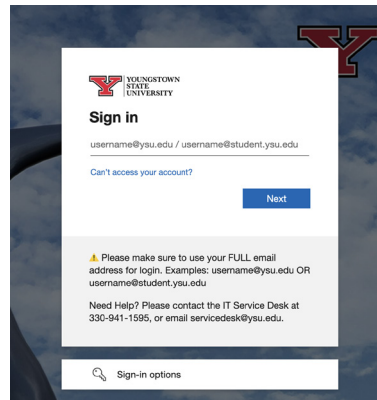 YOUNGSTOWN
STATE
UNIVERSITY
Sign in
username@ysu.edu / username@student.ysu.edu
Can't access your account?
Next
⚠️ Please make sure to use your FULL email
address for login. Examples: username@ysu.edu OR
username@student.ysu.edu
Need Help? Please contact the IT Service Desk at
330-941-1595, or email servicedesk@ysu.edu.
Sign-in options